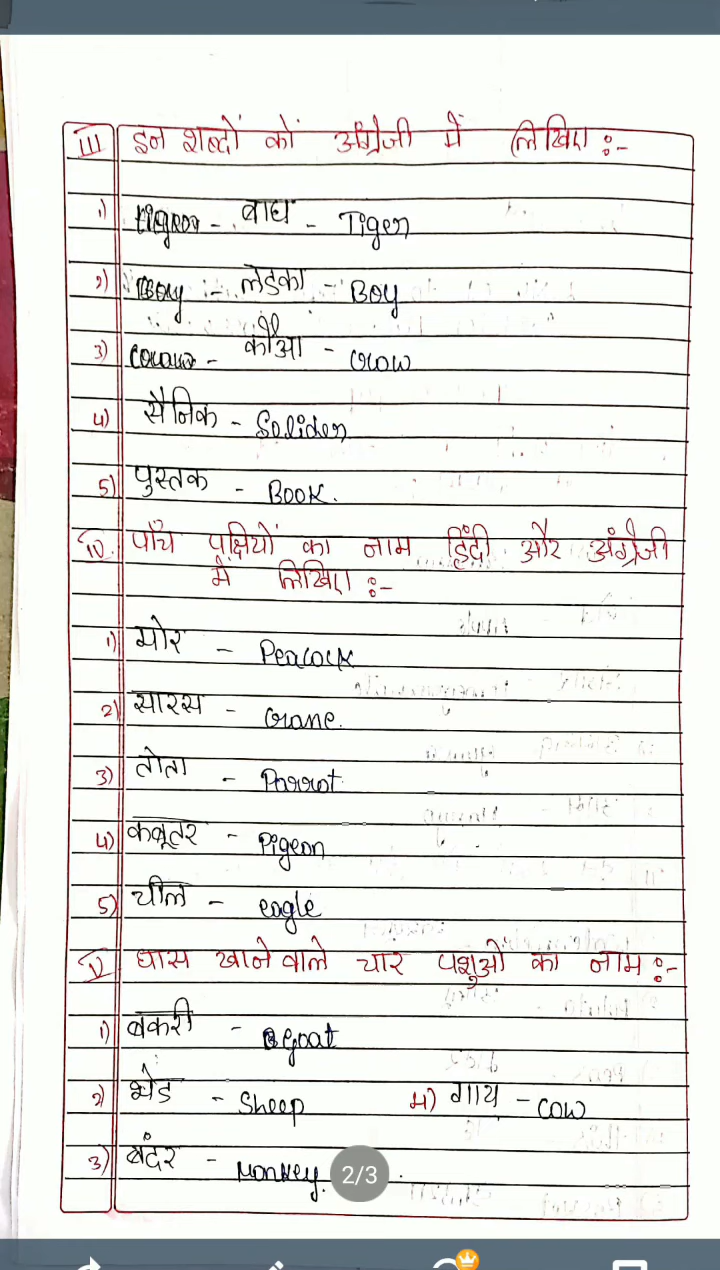 III इन शब्दों कों अंग्रेजी में लिखिए :-
1) बाघ - Tiger
2) Boy - लडेका - Boy
3) कौआ - Crow
4) सैनिक - Solider
5) पुस्तक - Book.
IV. पाँच पक्षियों का नाम हिंदी और अंग्रेजी
में लिखिए :-
1) मोर - Peacock
2) सारस - Crane.
3) तोता - Parrot
4) कबूतर - Pigeon
5) चील - eagle
V घास खाने वाले चार पशुओं का नाम :-
1) बकरी - goat
2) भेड - Sheep 4) गाय - cow
3) बंदर - Monkey.
2/3